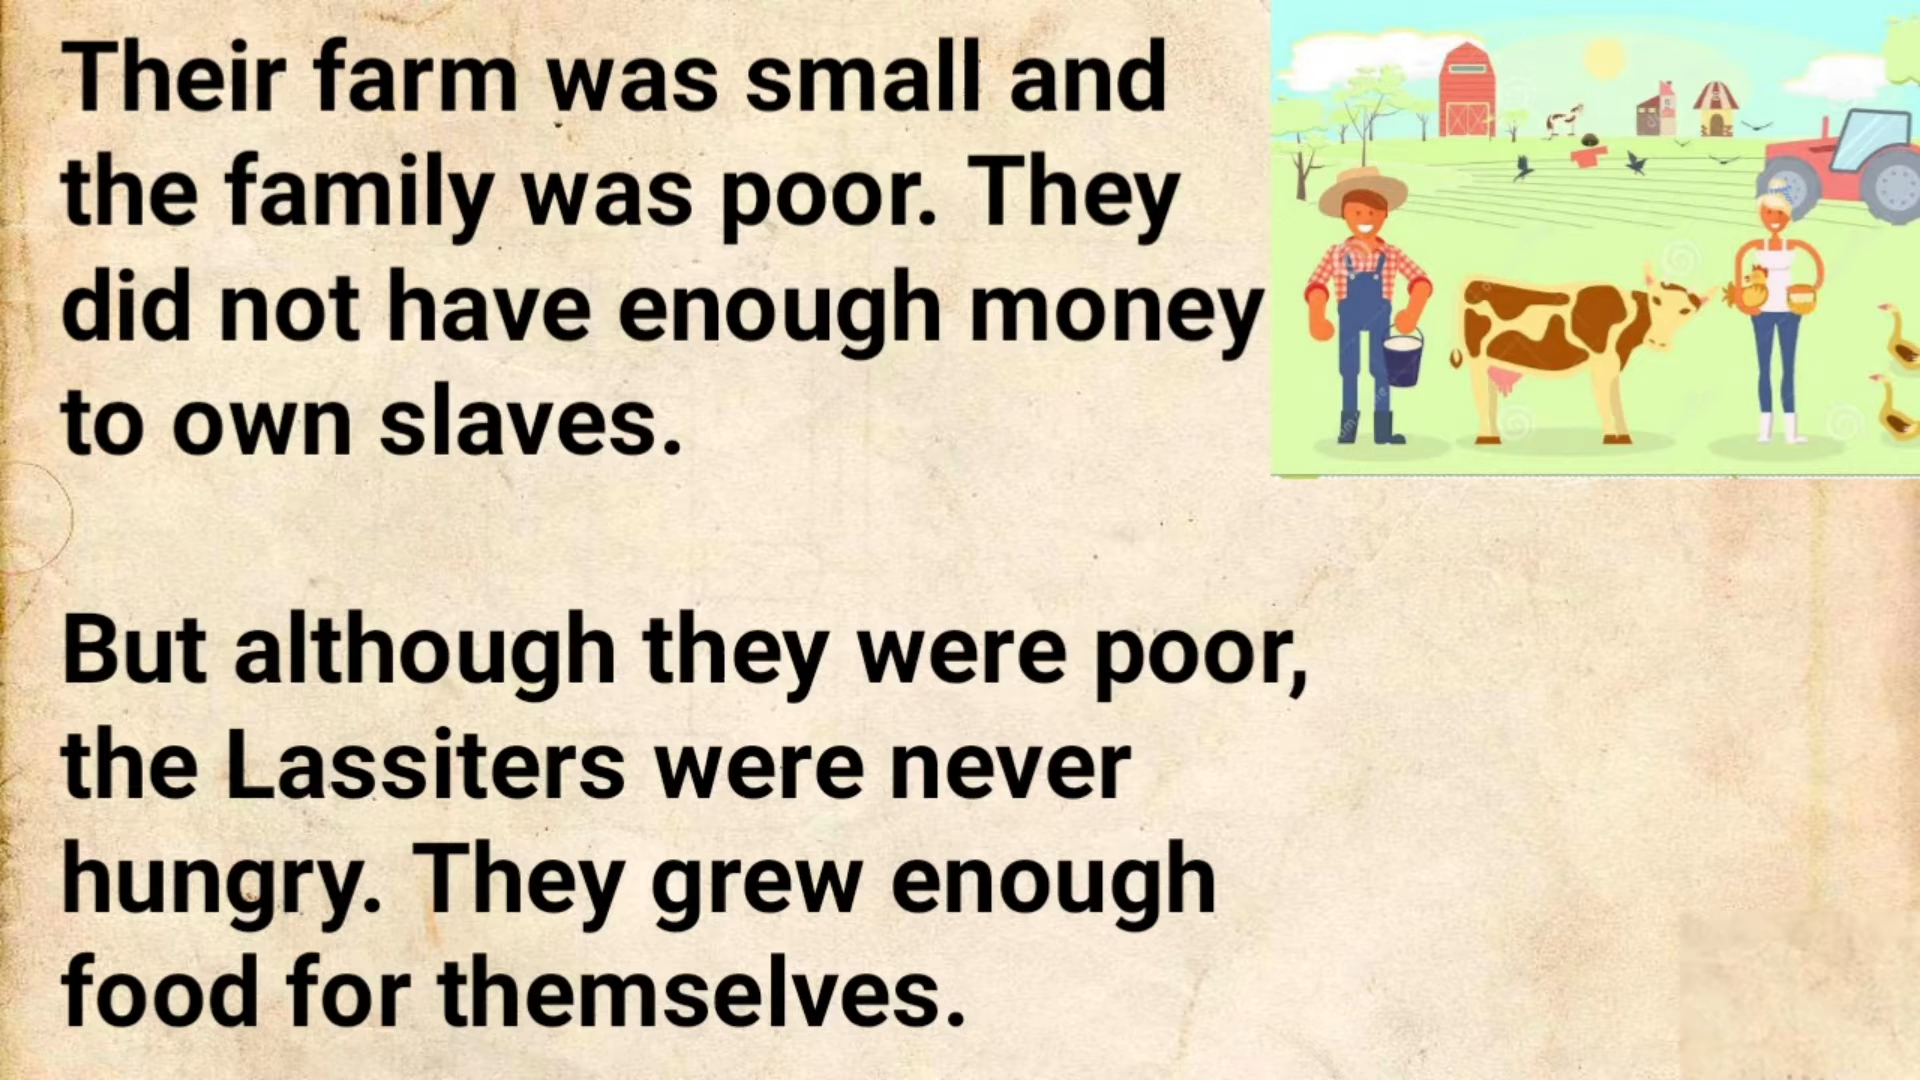 Their farm was small and
the family was poor. They
did not have enough money
to own slaves.
But although they were poor,
the Lassiters were never
hungry. They grew enough
food for themselves.